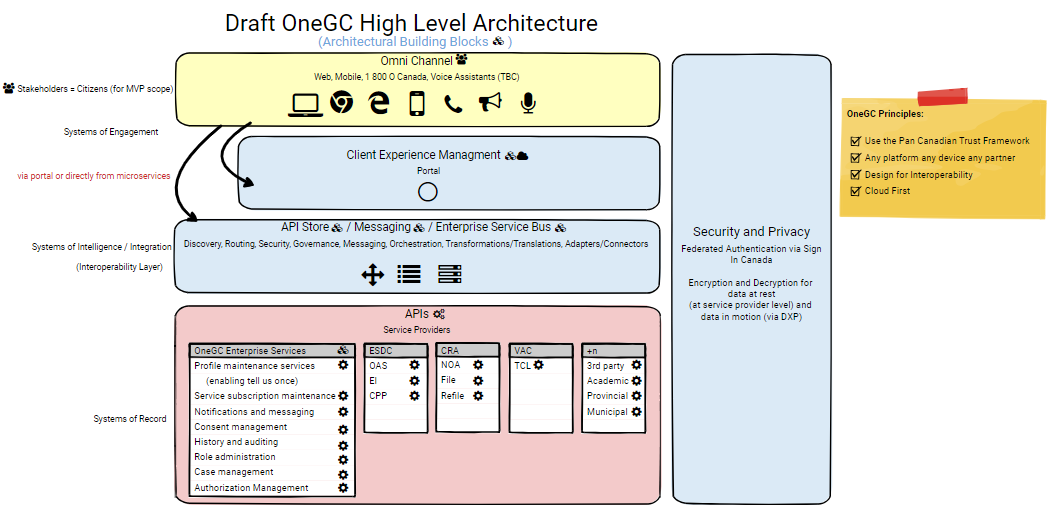 Draft OneGC High Level Architecture
(Architectural Building Blocks )
Omni Channel
Web, Mobile, 1 800 O Canada, Voice Assistants (TBC)
Stakeholders = Citizens (for MVP scope)
Systems of Engagement
via portal or directly from microservices
Client Experience Managment
Portal
API Store / Messaging / Enterprise Service Bus
Discovery, Routing, Security, Governance, Messaging, Orchestration, Transformations/Translations, Adapters/Connectors
Systems of Intelligence / Integration
(Interoperability Layer)
APIs
Service Providers
Systems of Record
OneGC Enterprise Services
Profile maintenance services
(enabling tell us once)
Service subscription maintenance
Notifications and messaging
Consent management
History and auditing
Role administration
Case management
Authorization Management
ESDC
OAS
EI
CPP
CRA
NOA
File
Refile
VAC
TCL
+n
3rd party
Academic
Provincial
Municipal
Security and Privacy
Federated Authentication via Sign
In Canada
Encryption and Decryption for
data at rest
(at service provider level) and
data in motion (via DXP)
OneGC Principles:
Use the Pan Canadian Trust Framework
Any platform any device any partner
Design for Interoperability
Cloud First